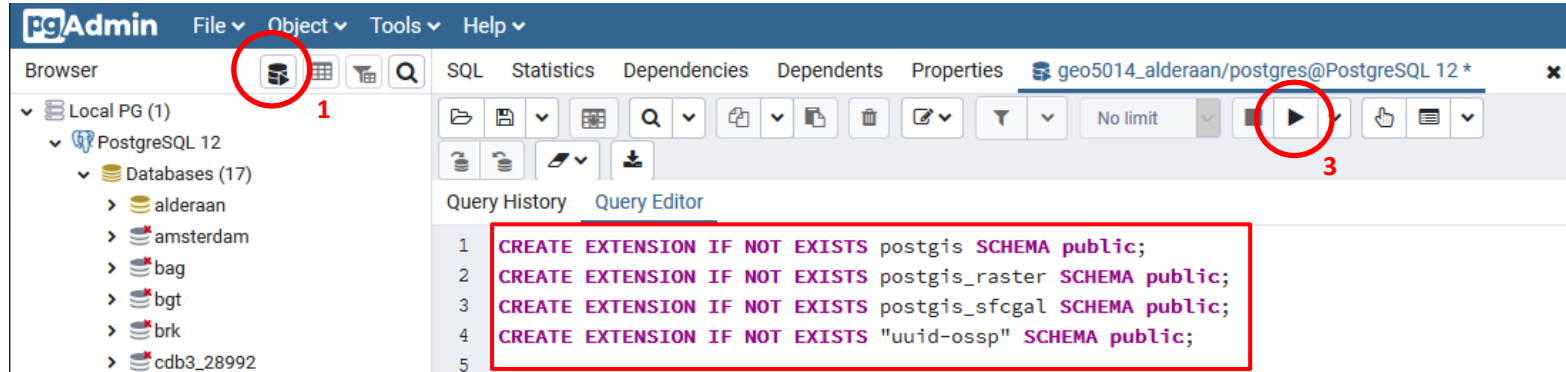 pgAdmin File Object Tools Help
Browser
1
SQL Statistics Dependencies Dependents Properties geo5014_alderaan/postgres@PostgreSQL 12 *
Local PG (1)
PostgreSQL 12
Databases (17)
alderaan
amsterdam
bag
bgt
brk
cdb3_28992
No limit
3
Query History Query Editor
1 CREATE EXTENSION IF NOT EXISTS postgis SCHEMA public;
2 CREATE EXTENSION IF NOT EXISTS postgis_raster SCHEMA public;
3 CREATE EXTENSION IF NOT EXISTS postgis_sfcgal SCHEMA public;
4 CREATE EXTENSION IF NOT EXISTS "uuid-ossp" SCHEMA public;
5